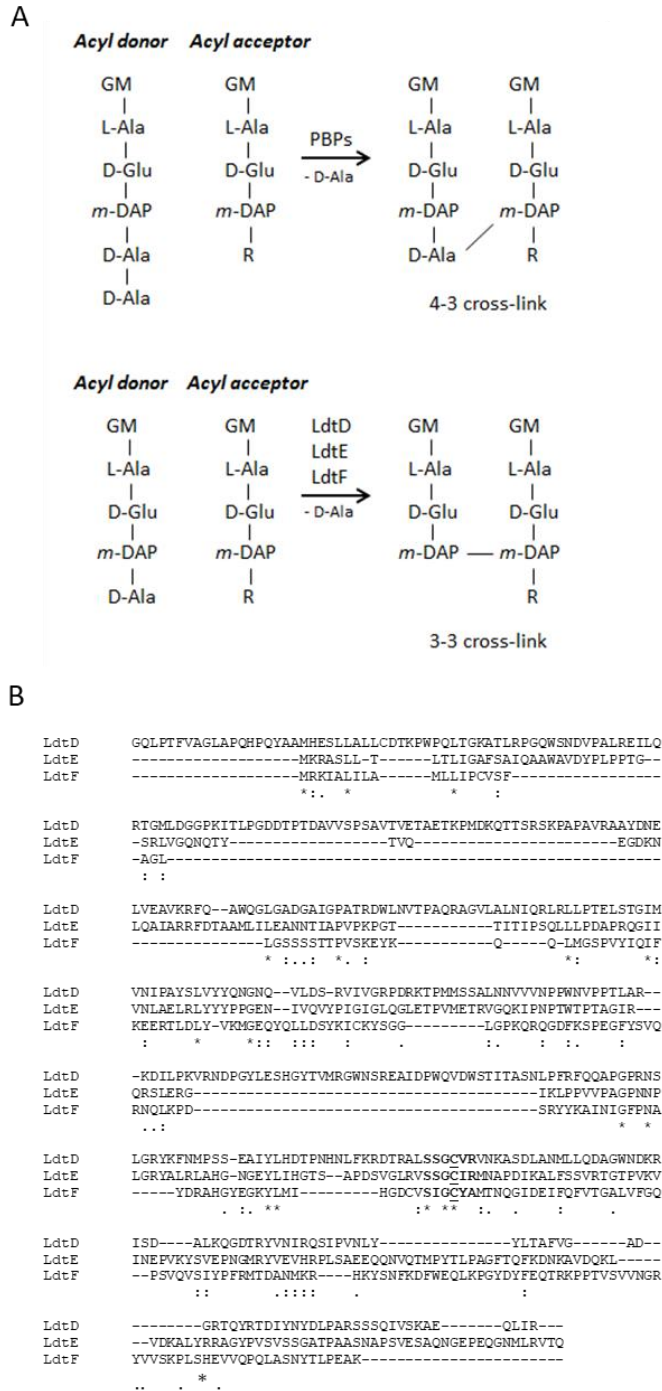 A
Acyl donor Acyl acceptor
GM GM GM GM
L-Ala L-Ala L-Ala L-Ala
PBPs
D-Glu D-Glu D-Glu D-Glu
- D-Ala
m-DAP m-DAP m-DAP m-DAP
D-Ala R D-Ala R
D-Ala
4-3 cross-link
Acyl donor Acyl acceptor
GM GM LdtD GM GM
LdtE
L-Ala L-Ala L-Ala L-Ala
LdtF
D-Glu D-Glu D-Glu D-Glu
- D-Ala
m-DAP m-DAP m-DAP — m-DAP
D-Ala R R
3-3 cross-link
B
LdtD GQLPTFVAGLAPQHPQYAAMHESLLALLCDTKPWPQLTGKATLRPGQWSNDVPALREILQ
LdtE -------------------MKRASLL-T------LTLIGAFSAIQAAWAVDYPLPPTG--
LdtF -------------------MRKIALILA------MLLIPCVSF-----------------
*:. * * :
LdtD RTGMLDGGPKITLPGDDTPTDAVVSPSAVTVETAETKPMDKQTTSRSKPAPAVRAAYDNE
LdtE -SRLVGQNQTY----------------TVQ--------------------------EGDKN
LdtF -AGL--------------------------------------------------------
: :
LdtD LVEAVKRFQ--AWQGLGADGAIGPATRDWLNVTPAQRAGVLALNIQRLRLLPTELSTGIM
LdtE LQAIARRFDTAAMLILEANNTIAPVPKPGT----------TITIPSQLLLPDAPRQGII
LdtF ---------------LGSSSSTTPVSKEYK-----------Q-----Q-LMGSPVYIQIF
* :..: *. : *: *:
LdtD VNIPAYSLVYYQNGNQ--VLDS-RVIVGRPDRKTPMMSSALNNVVVNPPWNVPPTLAR--
LdtE VNLAELRLYYYPPGEN---IVQVYPIGIGLQGLETPVMETRVGQKIPNPTWTPTAGIR---
LdtF KEERTLDLY-VKMGEQYQLLDSYKICKYSGG---------LGPKQRQGDFKSPEGFYSVQ
: * *:: ::: : : :. : : :
LdtD -KDILPKVRNDPGYLESHGYTVMRGWNSREAIDPWQVDWSTITASNLPFRFQQAPGPRNS
LdtE QRSLERG-----------------------------------IKLPPVVPAGPNNP
LdtF RNQLKPD---------------------------------SRYYKAINIGFPNA
..: * *
LdtD LGRYKFNMPSS-EAIYLHDTPNHNLFKRDTRALSSGCVRVNKASDLANMLLQDAGWNDKR
LdtE LGRYALRLAHG-NGEYLIHGTS--APDSVGLRVSSGCIRMNAPDIKALFSSVRTGTPVKV
LdtF -----YDRAHGYEGKYLMI-------HGDCVSIGCYAMTNQGIDEIFQFVTGALVFGQ
. :. ** :* ** :. : .
LdtD ISD----ALKQGDTRYVNIRQSIPVNLY-------------YLTAFVG-----AD-
LdtE INEPVKYSVEPNGMRYVEVHRPLSAEEQQNVQTMPYTLPAGFTQFKDNKAVDQKL-----
LdtF --PSVQVSIYPFRMTDANMKR----HKYSNFKDFWEQLKPGYDYFEQTRKPPTVSVVNGR
:: .:::: . :
LdtD --------GRTQYRTDIYNYDLPARSSSQIVSKAE------QLIR---
LdtE --VDKALYRRAGYPVSVSSGATPAASNAPSVESAQNGEPEQGNMLRVTQ
LdtF YVVSKPLSHEVVQPQLASNYTLPEAK----------------------
.. . * .